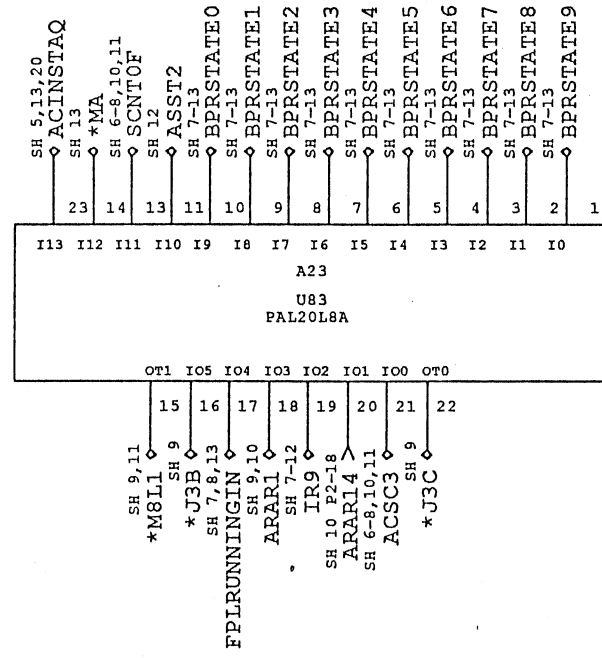 SH 5,13,20
ACINSTAQ
SH 13
*MA
SH 6-8,10,11
SCNTOF
SH 12
ASST2
SH 7-13
BPRSTATE0
SH 7-13
BPRSTATE1
SH 7-13
BPRSTATE2
SH 7-13
BPRSTATE3
SH 7-13
BPRSTATE4
SH 7-13
BPRSTATE5
SH 7-13
BPRSTATE6
SH 7-13
BPRSTATE7
SH 7-13
BPRSTATE8
SH 7-13
BPRSTATE9
23 14 13 11 10 9 8 7 6 5 4 3 2 1
I13 I12 I11 I10 I9 I8 I7 I6 I5 I4 I3 I2 I1 I0
A23
U83
PAL20L8A
OT1 IO5 IO4 IO3 IO2 IO1 IO0 OT0
15 16 17 18 19 20 21 22
SH 9,11
*M8L1
SH 9
*J3B
SH 7,8,13
FPLRUNNINGIN
SH 9,10
ARAR1
SH 7-12
IR9
SH 10 P2-18
ARAR14
SH 6-8,10,11
ACSC3
SH 9
*J3C